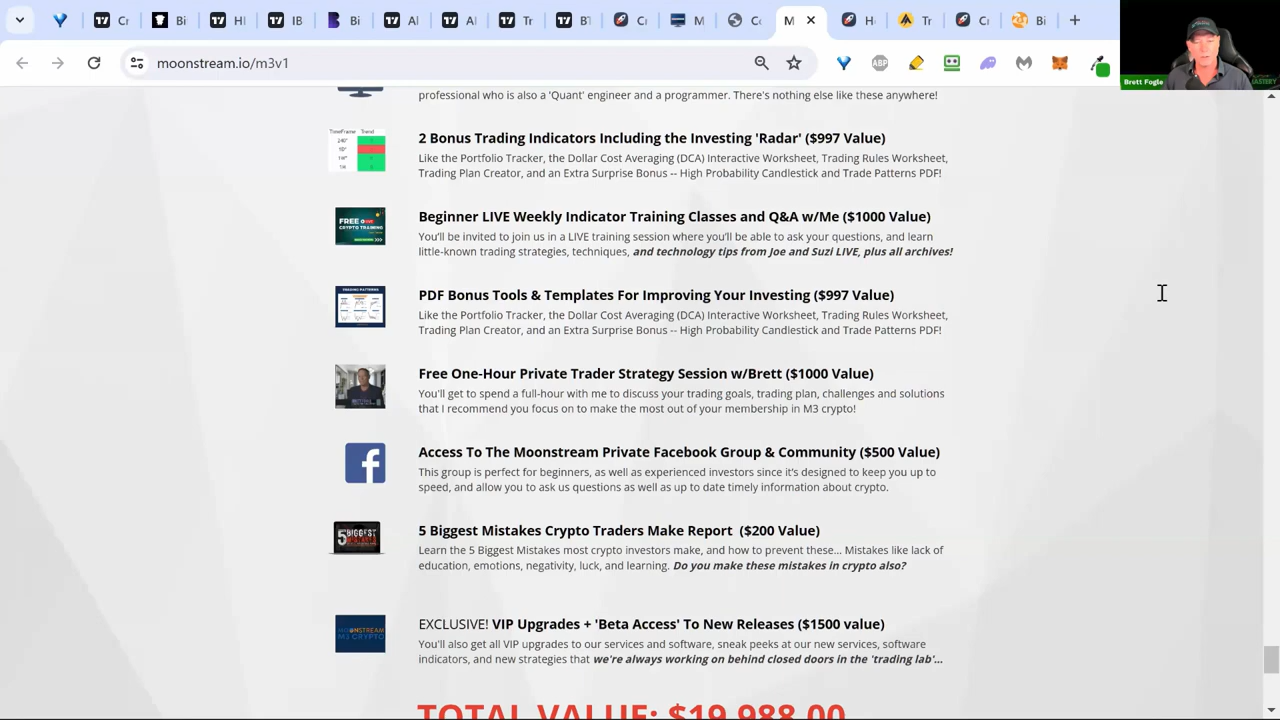 moonstream.io/m3v1
Brett Fogle
who is also a 'Quant' engineer and a programmer. There's nothing else like these anywhere!
TimeFrame Trend
2 Bonus Trading Indicators Including the Investing 'Radar' ($997 Value)
Like the Portfolio Tracker, the Dollar Cost Averaging (DCA) Interactive Worksheet, Trading Rules Worksheet,
Trading Plan Creator, and an Extra Surprise Bonus -- High Probability Candlestick and Trade Patterns PDF!
FREE
CRYPTO TRAINING
Beginner LIVE Weekly Indicator Training Classes and Q&A w/Me ($1000 Value)
You'll be invited to join us in a LIVE training session where you'll be able to ask your questions, and learn
little-known trading strategies, techniques, and technology tips from Joe and Suzi LIVE, plus all archives!
TRADING PATTERNS
PDF Bonus Tools & Templates For Improving Your Investing ($997 Value)
Like the Portfolio Tracker, the Dollar Cost Averaging (DCA) Interactive Worksheet, Trading Rules Worksheet,
Trading Plan Creator, and an Extra Surprise Bonus -- High Probability Candlestick and Trade Patterns PDF!
Free One-Hour Private Trader Strategy Session w/Brett ($1000 Value)
You'll get to spend a full-hour with me to discuss your trading goals, trading plan, challenges and solutions
that I recommend you focus on to make the most out of your membership in M3 crypto!
Access To The Moonstream Private Facebook Group & Community ($500 Value)
This group is perfect for beginners, as well as experienced investors since it's designed to keep you up to
speed, and allow you to ask us questions as well as up to date timely information about crypto.
5 BIGGEST
5 Biggest Mistakes Crypto Traders Make Report ($200 Value)
Learn the 5 Biggest Mistakes most crypto investors make, and how to prevent these... Mistakes like lack of
education, emotions, negativity, luck, and learning. Do you make these mistakes in crypto also?
MOONSTREAM
M3 CRYPTO
EXCLUSIVE! VIP Upgrades + 'Beta Access' To New Releases ($1500 value)
You'll also get all VIP upgrades to our services and software, sneak peeks at our new services, software
indicators, and new strategies that we're always working on behind closed doors in the 'trading lab'...
TOTAL VALUE: $19,988.00